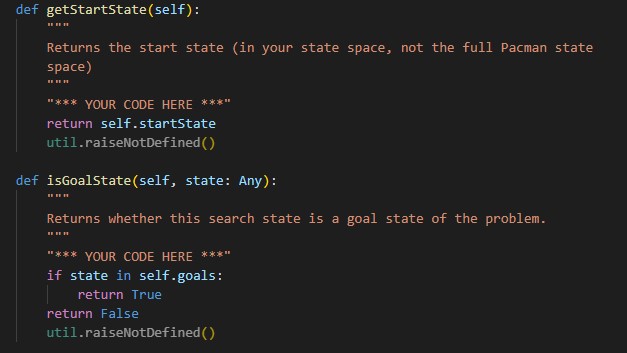 def getStartState(self):
    """
    Returns the start state (in your state space, not the full Pacman state
    space)
    """
    "*** YOUR CODE HERE ***"
    return self.startState
    util.raiseNotDefined()

def isGoalState(self, state: Any):
    """
    Returns whether this search state is a goal state of the problem.
    """
    "*** YOUR CODE HERE ***"
    if state in self.goals:
        return True
    return False
    util.raiseNotDefined()